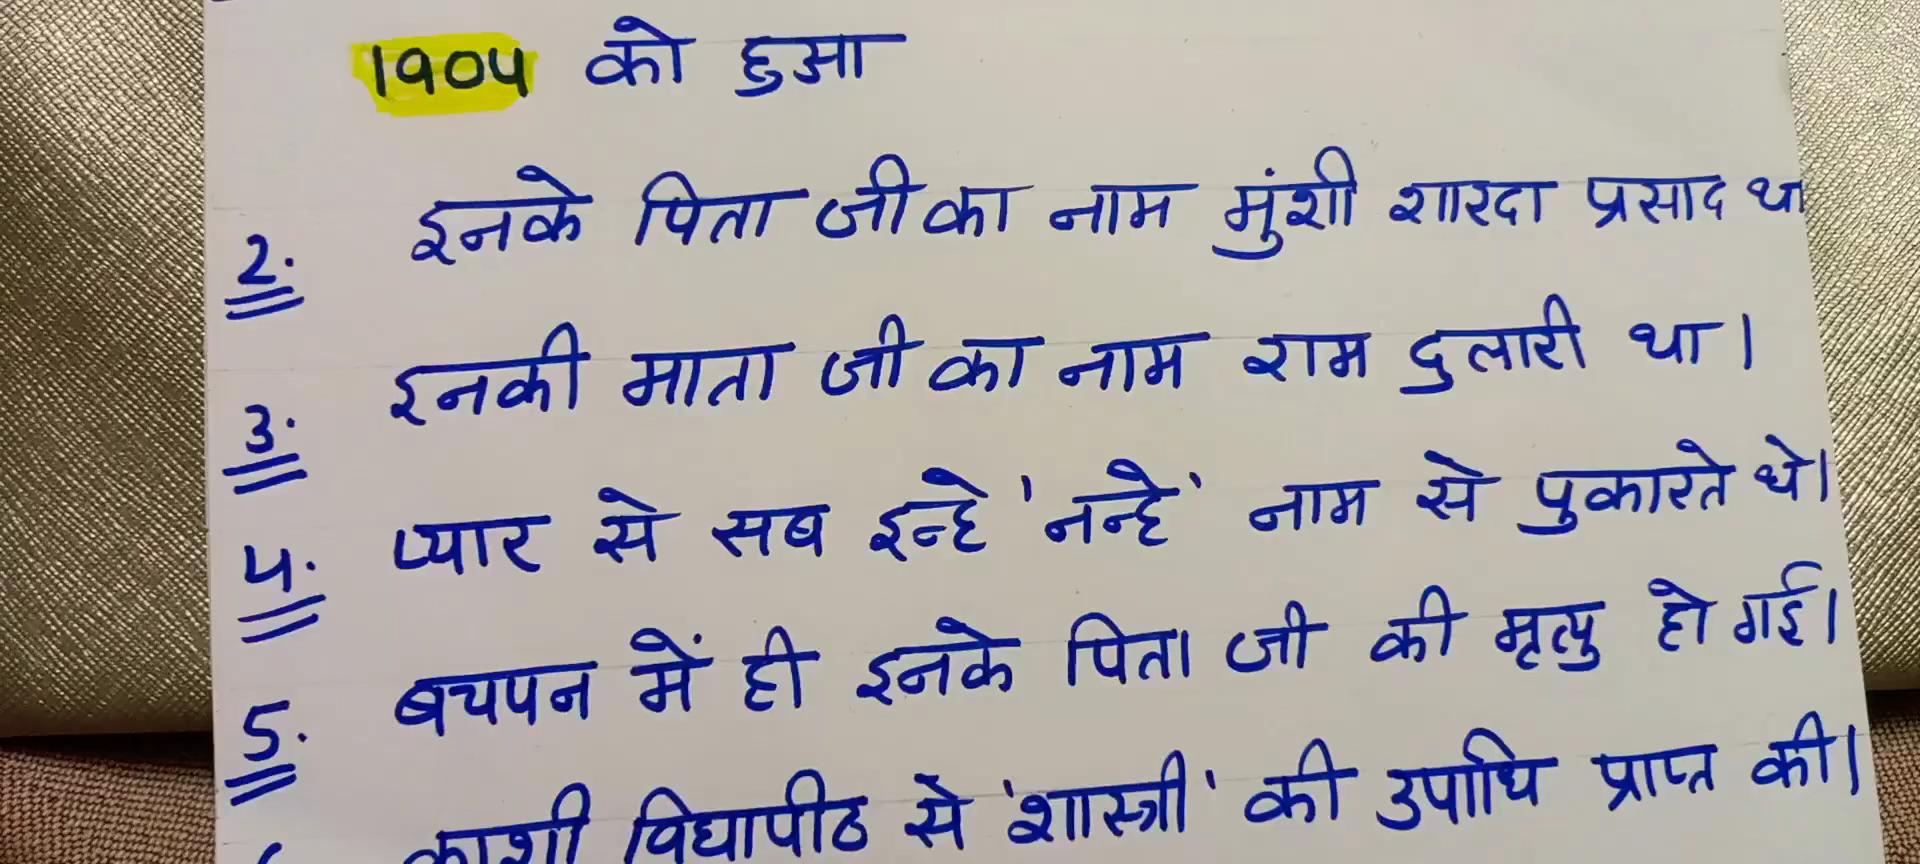 1904 को हुआ
2. इनके पिता जी का नाम मुंशी शारदा प्रसाद था
3. इनकी माता जी का नाम राम दुलारी था।
4. प्यार से सब इन्हे 'नन्हे' नाम से पुकारते थे।
5. बचपन में ही इनके पिता जी की मृत्यु हो गई।
काशी विद्यापीठ से 'शास्त्री' की उपाधि प्राप्त की।